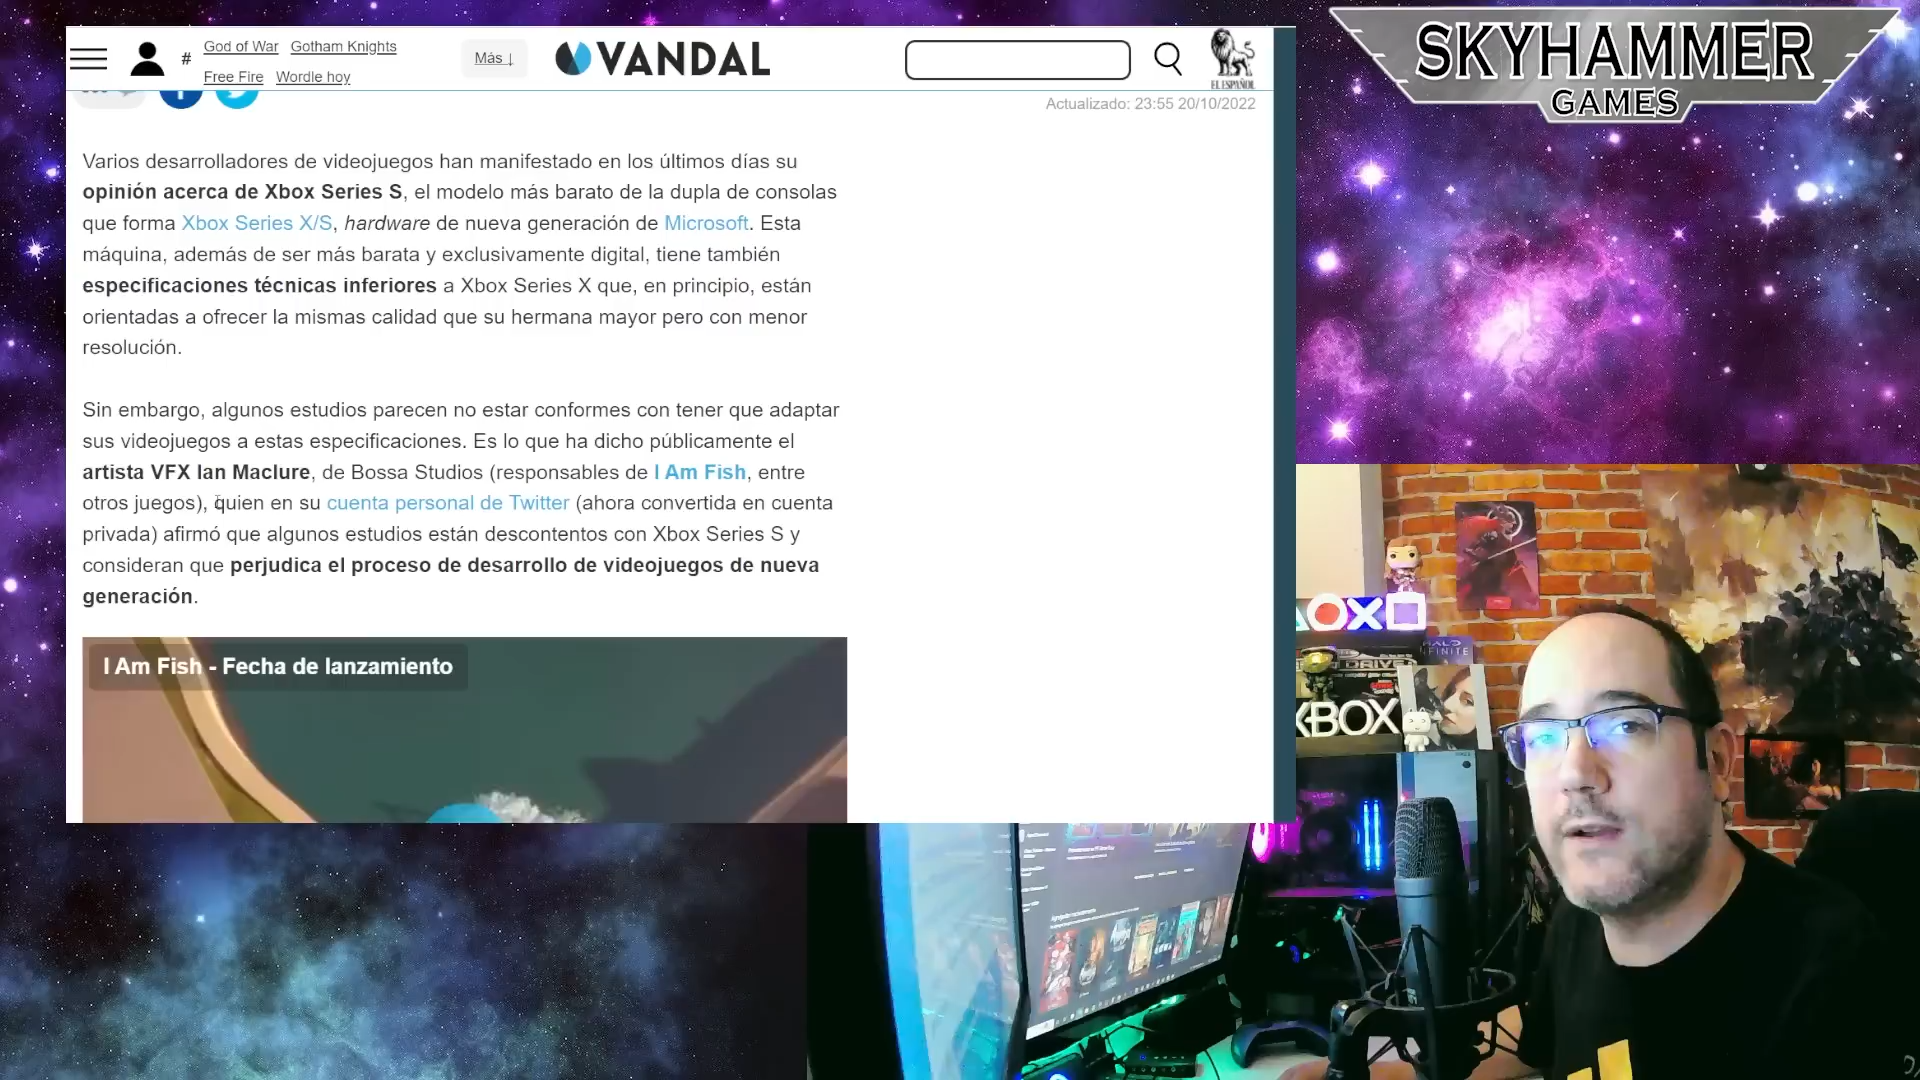 God of War Gotham Knights
#
Free Fire Wordle hoy
Más ↓
VANDAL
EL ESPAÑOL
Actualizado: 23:55 20/10/2022
Varios desarrolladores de videojuegos han manifestado en los últimos días su
opinión acerca de Xbox Series S, el modelo más barato de la dupla de consolas
que forma Xbox Series X/S, hardware de nueva generación de Microsoft. Esta
máquina, además de ser más barata y exclusivamente digital, tiene también
especificaciones técnicas inferiores a Xbox Series X que, en principio, están
orientadas a ofrecer la mismas calidad que su hermana mayor pero con menor
resolución.
Sin embargo, algunos estudios parecen no estar conformes con tener que adaptar
sus videojuegos a estas especificaciones. Es lo que ha dicho públicamente el
artista VFX Ian Maclure, de Bossa Studios (responsables de I Am Fish, entre
otros juegos), quien en su cuenta personal de Twitter (ahora convertida en cuenta
privada) afirmó que algunos estudios están descontentos con Xbox Series S y
consideran que perjudica el proceso de desarrollo de videojuegos de nueva
generación.
I Am Fish - Fecha de lanzamiento
SKYHAMMER
GAMES
HALO
INFINITE
XBOX